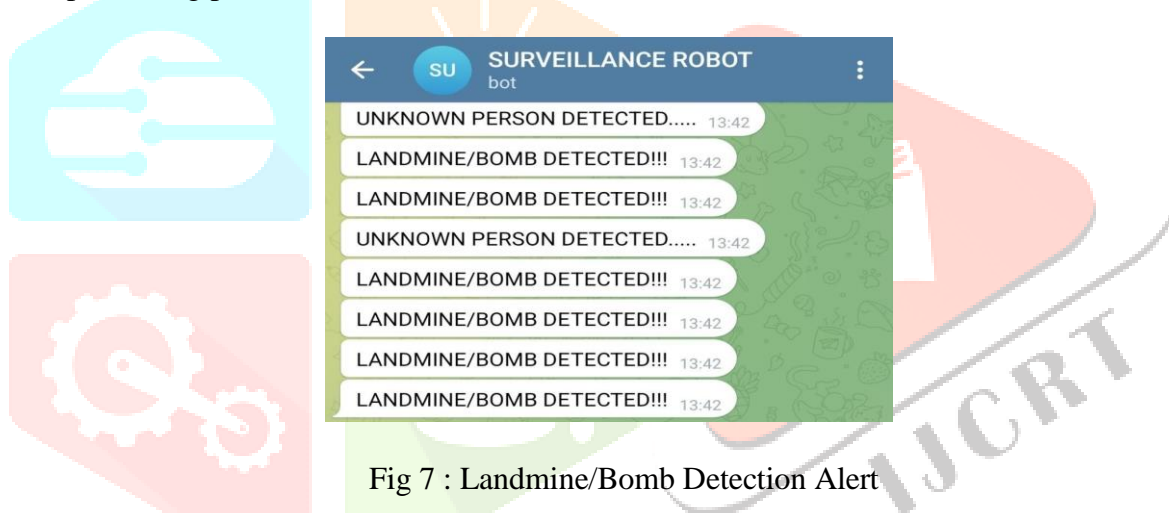 SURVEILLANCE ROBOT
SU
bot
UNKNOWN PERSON DETECTED..... 13:42
LANDMINE/BOMB DETECTED!!! 13:42
LANDMINE/BOMB DETECTED!!! 13:42
UNKNOWN PERSON DETECTED..... 13:42
LANDMINE/BOMB DETECTED!!! 13:42
LANDMINE/BOMB DETECTED!!! 13:42
LANDMINE/BOMB DETECTED!!! 13:42
LANDMINE/BOMB DETECTED!!! 13:42
IJCRT
Fig 7 : Landmine/Bomb Detection Alert